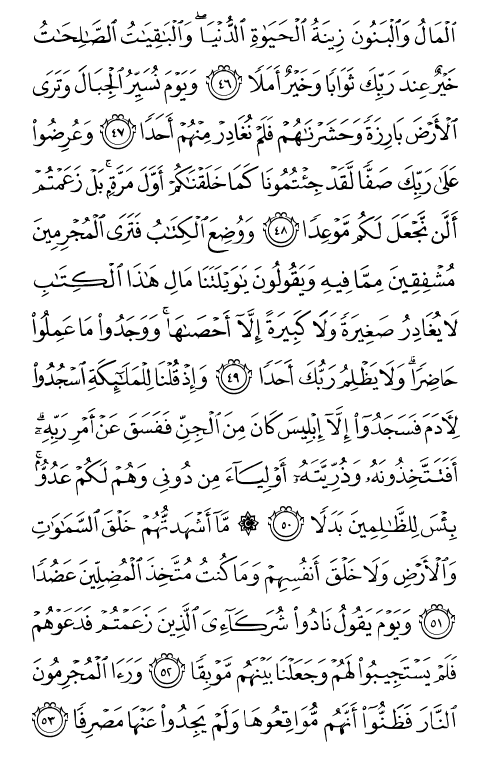 ٱلْمَالُ وَٱلْبَنُونَ زِينَةُ ٱلْحَيَوٰةِ ٱلدُّنْيَا ۖ وَٱلْبَٰقِيَٰتُ ٱلصَّٰلِحَٰتُ
خَيْرٌ عِندَ رَبِّكَ ثَوَابًا وَخَيْرٌ أَمَلًا ٤٦ وَيَوْمَ نُسَيِّرُ ٱلْجِبَالَ وَتَرَى
ٱلْأَرْضَ بَارِزَةً وَحَشَرْنَٰهُمْ فَلَمْ نُغَادِرْ مِنْهُمْ أَحَدًا ٤٧ وَعُرِضُوا۟
عَلَىٰ رَبِّكَ صَفًّا لَّقَدْ جِئْتُمُونَا كَمَا خَلَقْنَٰكُمْ أَوَّلَ مَرَّةٍۭ ۚ بَلْ زَعَمْتُمْ
أَلَّن نَّجْعَلَ لَكُم مَّوْعِدًا ٤٨ وَوُضِعَ ٱلْكِتَٰبُ فَتَرَى ٱلْمُجْرِمِينَ
مُشْفِقِينَ مِمَّا فِيهِ وَيَقُولُونَ يَٰوَيْلَتَنَا مَالِ هَٰذَا ٱلْكِتَٰبِ
لَا يُغَادِرُ صَغِيرَةً وَلَا كَبِيرَةً إِلَّآ أَحْصَىٰهَا ۚ وَوَجَدُوا۟ مَا عَمِلُوا۟
حَاضِرًا ۗ وَلَا يَظْلِمُ رَبُّكَ أَحَدًا ٤٩ وَإِذْ قُلْنَا لِلْمَلَٰٓئِكَةِ ٱسْجُدُوا۟
لِءَادَمَ فَسَجَدُوٓا۟ إِلَّآ إِبْلِيسَ كَانَ مِنَ ٱلْجِنِّ فَفَسَقَ عَنْ أَمْرِ رَبِّهِۦٓ ۗ
أَفَتَتَّخِذُونَهُۥ وَذُرِّيَّتَهُۥٓ أَوْلِيَآءَ مِن دُونِى وَهُمْ لَكُمْ عَدُوٌّۢ ۚ
بِئْسَ لِلظَّٰلِمِينَ بَدَلًا ٥٠ ۞ مَّآ أَشْهَدتُّهُمْ خَلْقَ ٱلسَّمَٰوَٰتِ
وَٱلْأَرْضِ وَلَا خَلْقَ أَنفُسِهِمْ وَمَا كُنتُ مُتَّخِذَ ٱلْمُضِلِّينَ عَضُدًا
٥١ وَيَوْمَ يَقُولُ نَادُوا۟ شُرَكَآءِىَ ٱلَّذِينَ زَعَمْتُمْ فَدَعَوْهُمْ
فَلَمْ يَسْتَجِيبُوا۟ لَهُمْ وَجَعَلْنَا بَيْنَهُم مَّوْبِقًا ٥٢ وَرَءَا ٱلْمُجْرِمُونَ
ٱلنَّارَ فَظَنُّوٓا۟ أَنَّهُم مُّوَاقِعُوهَا وَلَمْ يَجِدُوا۟ عَنْهَا مَصْرِفًا ٥٣